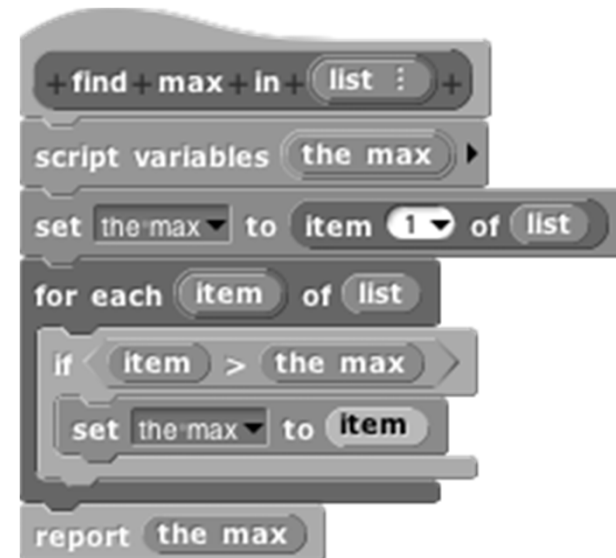 +find+max+in+ list ⋮ +
script variables the max
set the max to item 1 of list
for each item of list
if item > the max
set the max to item
report the max